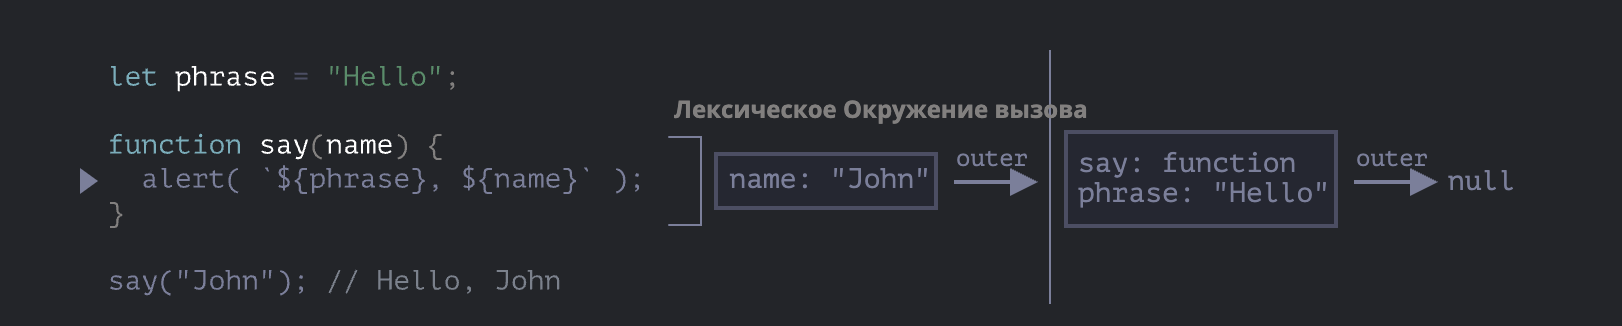 let phrase = "Hello";
function say(name) {
alert( `${phrase}, ${name}` );
}
say("John"); // Hello, John
Лексическое Окружение вызова
name: "John"
outer
say: function
phrase: "Hello"
outer
null